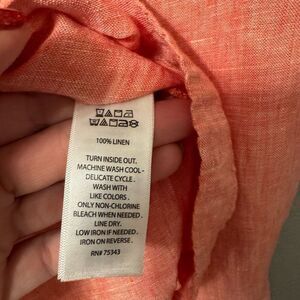 100% LINEN
TURN INSIDE OUT.
MACHINE WASH COOL -
DELICATE CYCLE.
WASH WITH
LIKE COLORS.
ONLY NON-CHLORINE
BLEACH WHEN NEEDED.
LINE DRY.
LOW IRON IF NEEDED.
IRON ON REVERSE.
RN# 75343